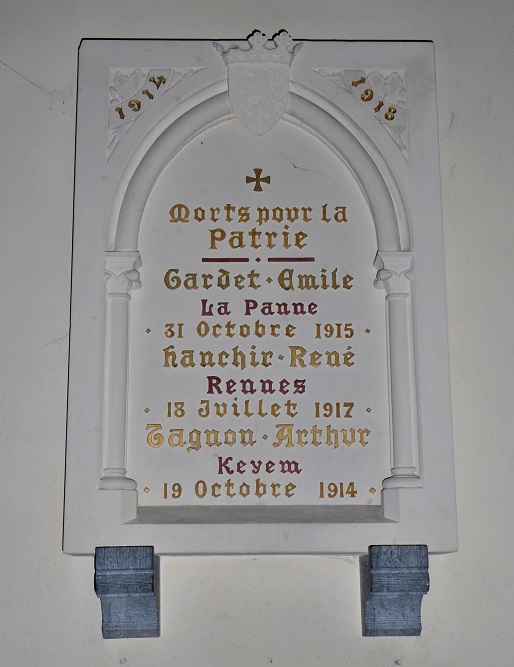 1914
1918
Morts pour la
Patrie
Gardet · Emile
La Panne
· 31 Octobre 1915 ·
Hanchir · René
Rennes
· 18 Juillet 1917 ·
Tagnon · Arthur
Keyem
· 19 Octobre 1914 ·